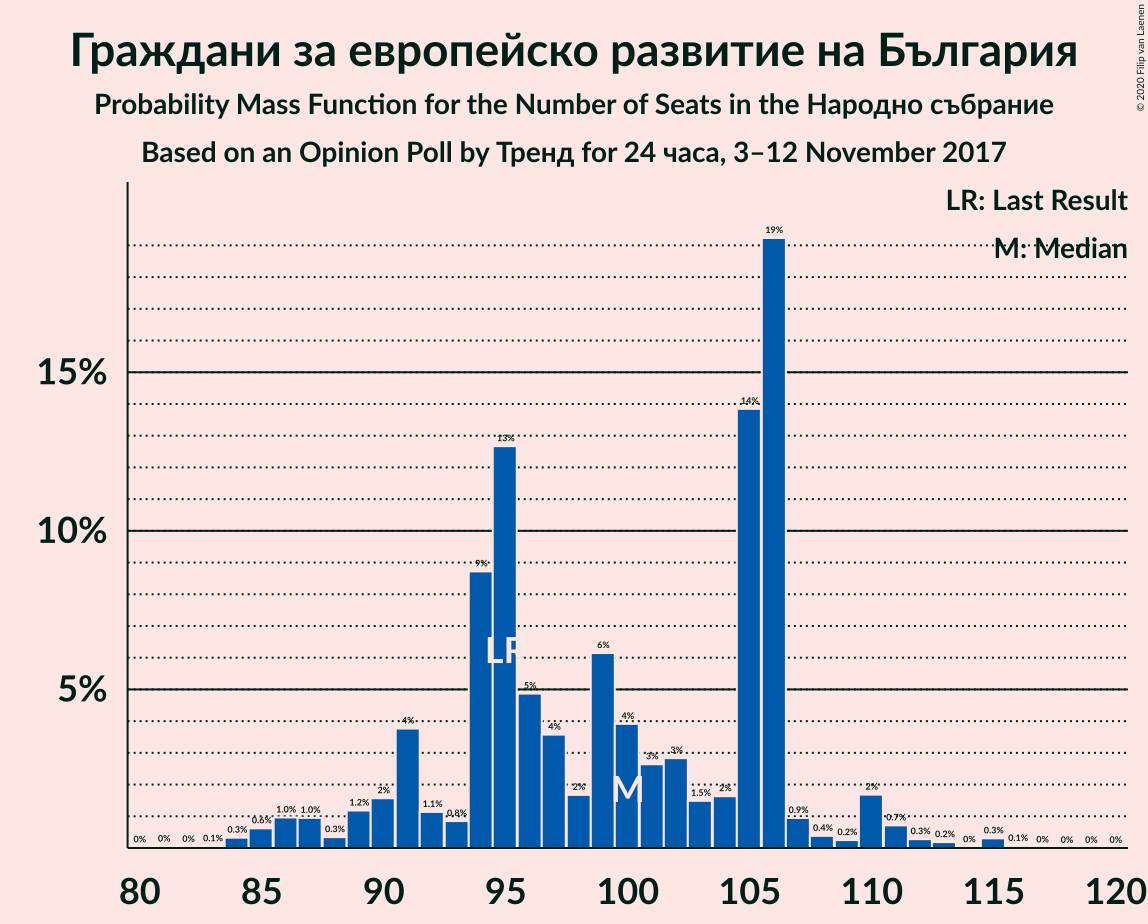 Граждани за европейско развитие на България
Probability Mass Function for the Number of Seats in the Народно събрание
Based on an Opinion Poll by Тренд for 24 часа, 3–12 November 2017
© 2020 Filip van Laenen
LR: Last Result
M: Median
15%
10%
5%
0% 0% 0% 0.1% 0.3% 0.6% 1.0% 1.0% 0.3% 1.2% 2% 4% 1.1% 0.8% 9% 13% 5% 4% 2% 6% 4% 3% 3% 1.5% 2% 14% 19% 0.9% 0.4% 0.2% 2% 0.7% 0.3% 0.2% 0% 0.3% 0.1% 0% 0% 0% 0%
LR
M
80 85 90 95 100 105 110 115 120